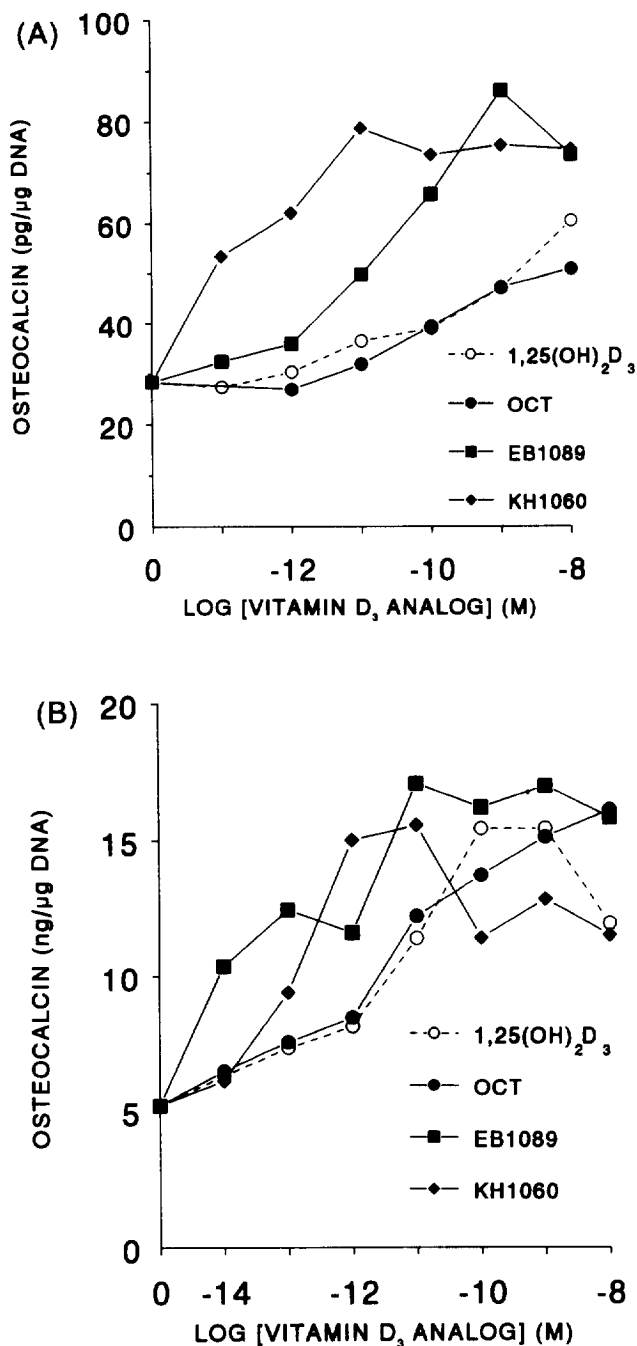 (A)
100
80
60
40
20
0
OSTEOCALCIN (pg/μg DNA)
1,25(OH)2D3
OCT
EB1089
KH1060
0 -12 -10 -8
LOG [VITAMIN D3 ANALOG] (M)
(B)
20
15
10
5
0
OSTEOCALCIN (ng/μg DNA)
1,25(OH)2D3
OCT
EB1089
KH1060
0 -14 -12 -10 -8
LOG [VITAMIN D3 ANALOG] (M)